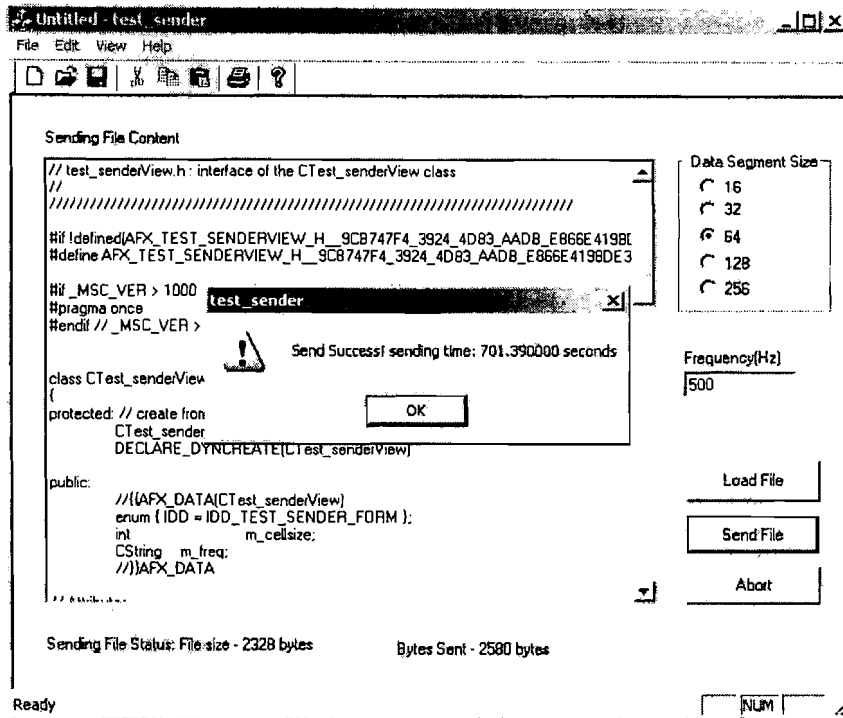 Untitled - test_sender
File Edit View Help
Sending File Content
// test_senderView.h : interface of the CTest_senderView class
//
///////////////////////////////////////////////////////////////////////////
#if !defined(AFX_TEST_SENDERVIEW_H__9C8747F4_3924_4D83_AADB_E866E4198D
#define AFX_TEST_SENDERVIEW_H__9C8747F4_3924_4D83_AADB_E866E4198DE3
#if _MSC_VER > 1000
#pragma once
#endif // _MSC_VER >
class CTest_senderView
{
protected: // create from
CTest_sender
DECLARE_DYNCREATE(CTest_senderView)
public:
//{{AFX_DATA(CTest_senderView)
enum { IDD = IDD_TEST_SENDER_FORM };
int m_cellsize;
CString m_freq;
//}}AFX_DATA
test_sender
Send Success! sending time: 701.390000 seconds
OK
Data Segment Size
16
32
64
128
256
Frequency(Hz)
500
Load File
Send File
Abort
Sending File Status: File size - 2328 bytes
Bytes Sent - 2580 bytes
Ready
NUM